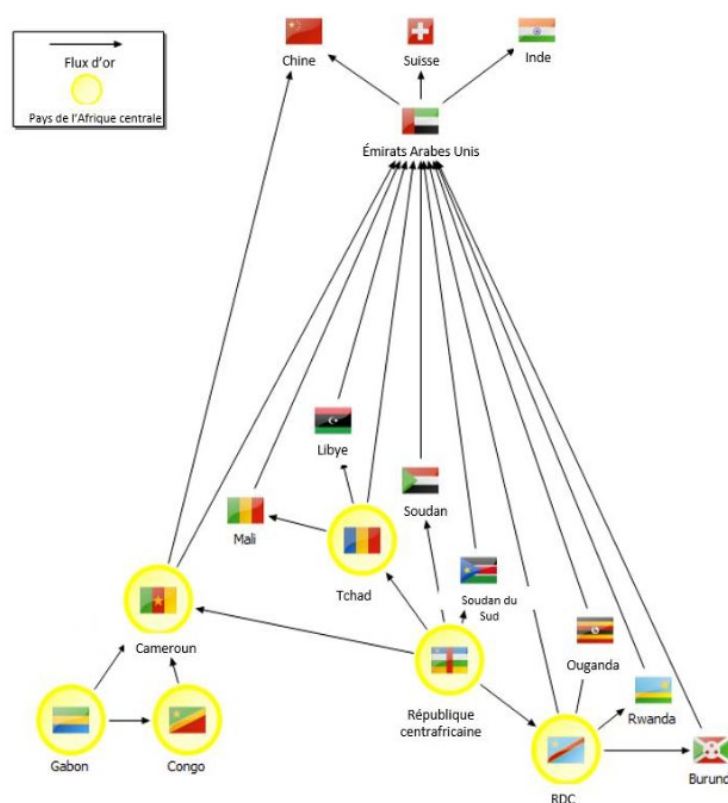 Flux d'or
Pays de l'Afrique centrale
Chine
Suisse
Inde
Émirats Arabes Unis
Libye
Soudan
Mali
Tchad
Soudan du
Sud
Cameroun
Ouganda
République
centrafricaine
Rwanda
Gabon
Congo
Burund
RDC